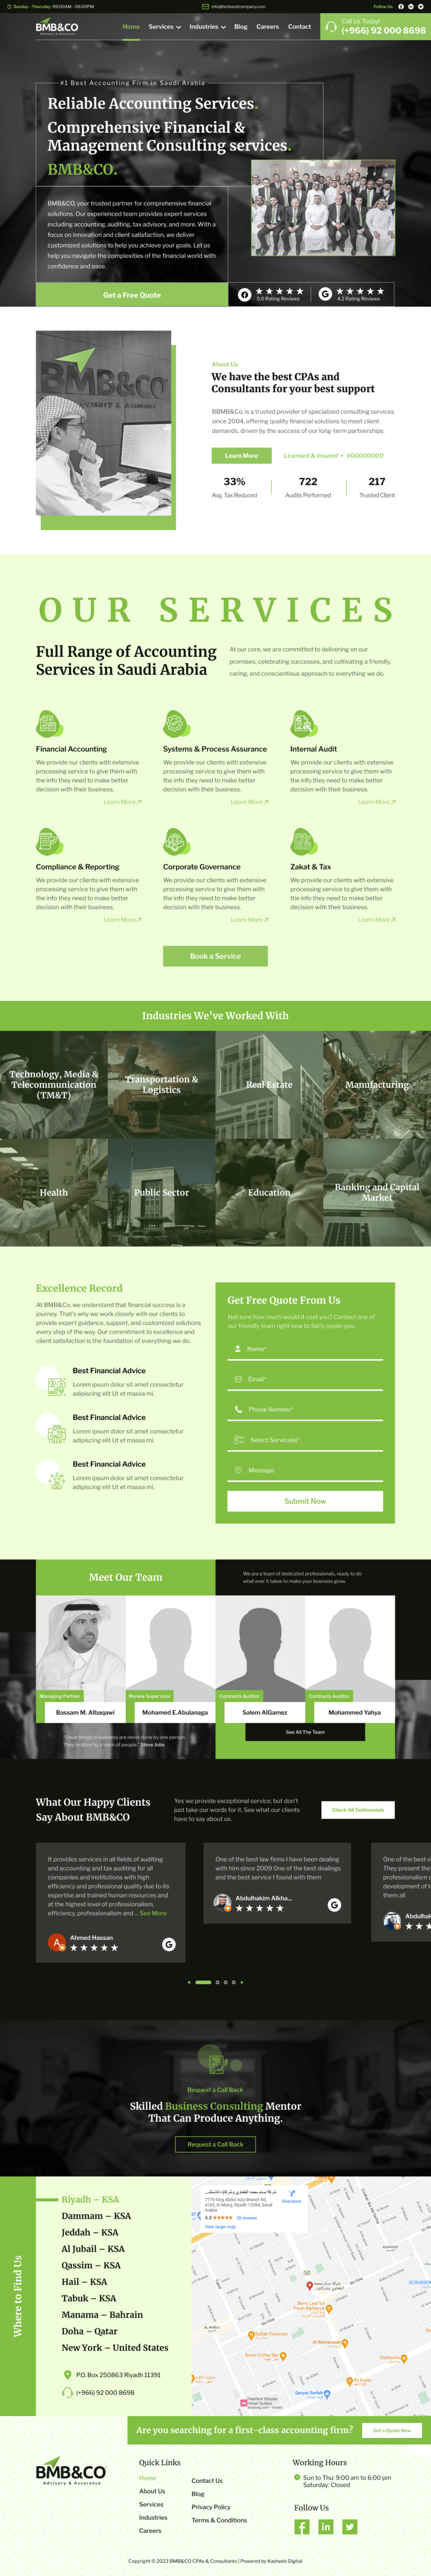 Sunday - Thursday 09:00AM - 06:00PM
info@bmbandcompany.com
Follow Us
BMB&CO
Advisory & Assurance
Home Services Industries Blog Careers Contact
Call Us Today!
(+966) 92 000 8698
#1 Best Accounting Firm in Saudi Arabia
Reliable Accounting Services.
Comprehensive Financial &
Management Consulting services.
BMB&CO.
BMB&CO, your trusted partner for comprehensive financial
solutions. Our experienced team provides expert services
including accounting, auditing, tax advisory, and more. With a
focus on innovation and client satisfaction, we deliver
customized solutions to help you achieve your goals. Let us
help you navigate the complexities of the financial world with
confidence and ease.
Get a Free Quote
5.0 Rating Reviews
4.2 Rating Reviews
BMB&CO
About Us
We have the best CPAs and
Consultants for your best support
BBMB&Co. is a trusted provider of specialized consulting services
since 2004, offering quality financial solutions to meet client
demands, driven by the success of our long-term partnerships.
Learn More
Licensed & Insured • #00000000
33%
Avg. Tax Reduced
722
Audits Performed
217
Trusted Client
OUR SERVICES
Full Range of Accounting
Services in Saudi Arabia
At our core, we are committed to delivering on our
promises, celebrating successes, and cultivating a friendly,
caring, and conscientious approach to everything we do.
Financial Accounting
We provide our clients with extensive
processing service to give them with
the info they need to make better
decision with their business.
Learn More
Systems & Process Assurance
We provide our clients with extensive
processing service to give them with
the info they need to make better
decision with their business.
Learn More
Internal Audit
We provide our clients with extensive
processing service to give them with
the info they need to make better
decision with their business.
Learn More
Compliance & Reporting
We provide our clients with extensive
processing service to give them with
the info they need to make better
decision with their business.
Learn More
Corporate Governance
We provide our clients with extensive
processing service to give them with
the info they need to make better
decision with their business.
Learn More
Zakat & Tax
We provide our clients with extensive
processing service to give them with
the info they need to make better
decision with their business.
Learn More
Book a Service
Industries We've Worked With
Technology, Media &
Telecommunication
(TM&T)
Transportation &
Logistics
Real Estate
Manufacturing
Health
Public Sector
Education
Banking and Capital
Market
Excellence Record
At BMB&Co, we understand that financial success is a
journey. That's why we work closely with our clients to
provide expert guidance, support, and customized solutions
every step of the way. Our commitment to excellence and
client satisfaction is the foundation of everything we do.
Best Financial Advice
Lorem ipsum dolor sit amet consectetur
adipiscing elit Ut et massa mi.
Best Financial Advice
Lorem ipsum dolor sit amet consectetur
adipiscing elit Ut et massa mi.
Best Financial Advice
Lorem ipsum dolor sit amet consectetur
adipiscing elit Ut et massa mi.
Get Free Quote From Us
Not sure how much would it cost you? Contact one of
our friendly team right now to fairly quote you.
Name*
Email*
Phone Number*
Select Service(s)*
Message
Submit Now
Meet Our Team
We are a team of dedicated professionals, ready to do
what ever it takes to make your business grow.
Managing Partner
Bassam M. Albaqawi
Review Supervisor
Mohamed E.Abulanaga
Contracts Auditor
Salem AlGamez
Contracts Auditor
Mohammed Yahya
"Great things in business are never done by one person.
They're done by a team of people." Steve Jobs
See All The Team
What Our Happy Clients
Say About BMB&CO
Yes we provide exceptional service, but don't
just take our words for it. See what our clients
have to say about us.
Check All Testimonials
It provides services in all fields of auditing
and accounting and tax auditing for all
companies and institutions with high
efficiency and professional quality due to its
expertise and trained human resources and
at the highest level of professionalism.
efficiency, professionalism and ... See More
A
Ahmed Hassan
One of the best law firms I have been dealing
with him since 2009 One of the best dealings
and the best service I found with them
Abdulhakim Alkha...
One of the best o
They present the
professionalism a
development of t
them all
Abdulhak
Request a Call Back
Skilled Business Consulting Mentor
That Can Produce Anything.
Request a Call Back
Where to Find Us
Riyadh – KSA
Dammam – KSA
Jeddah – KSA
Al Jubail – KSA
Qassim – KSA
Hail – KSA
Tabuk – KSA
Manama – Bahrain
Doha – Qatar
New York – United States
P.O. Box 250863 Riyadh 11391
(+966) 92 000 8698
7770 King Abdul Aziz Branch Rd,
Arabia
4.8
Directions
View larger map
Are you searching for a first-class accounting firm?
Get a Quote Now
BMB&CO
Advisory & Assurance
Quick Links
Home
About Us
Services
Industries
Careers
Contact Us
Blog
Privacy Policy
Terms & Conditions
Working Hours
Sun to Thu: 9:00 am to 6:00 pm
Saturday: Closed
Follow Us
Copyright © 2023 BMB&CO CPAs & Consultants | Powered by Kasheeb Digital